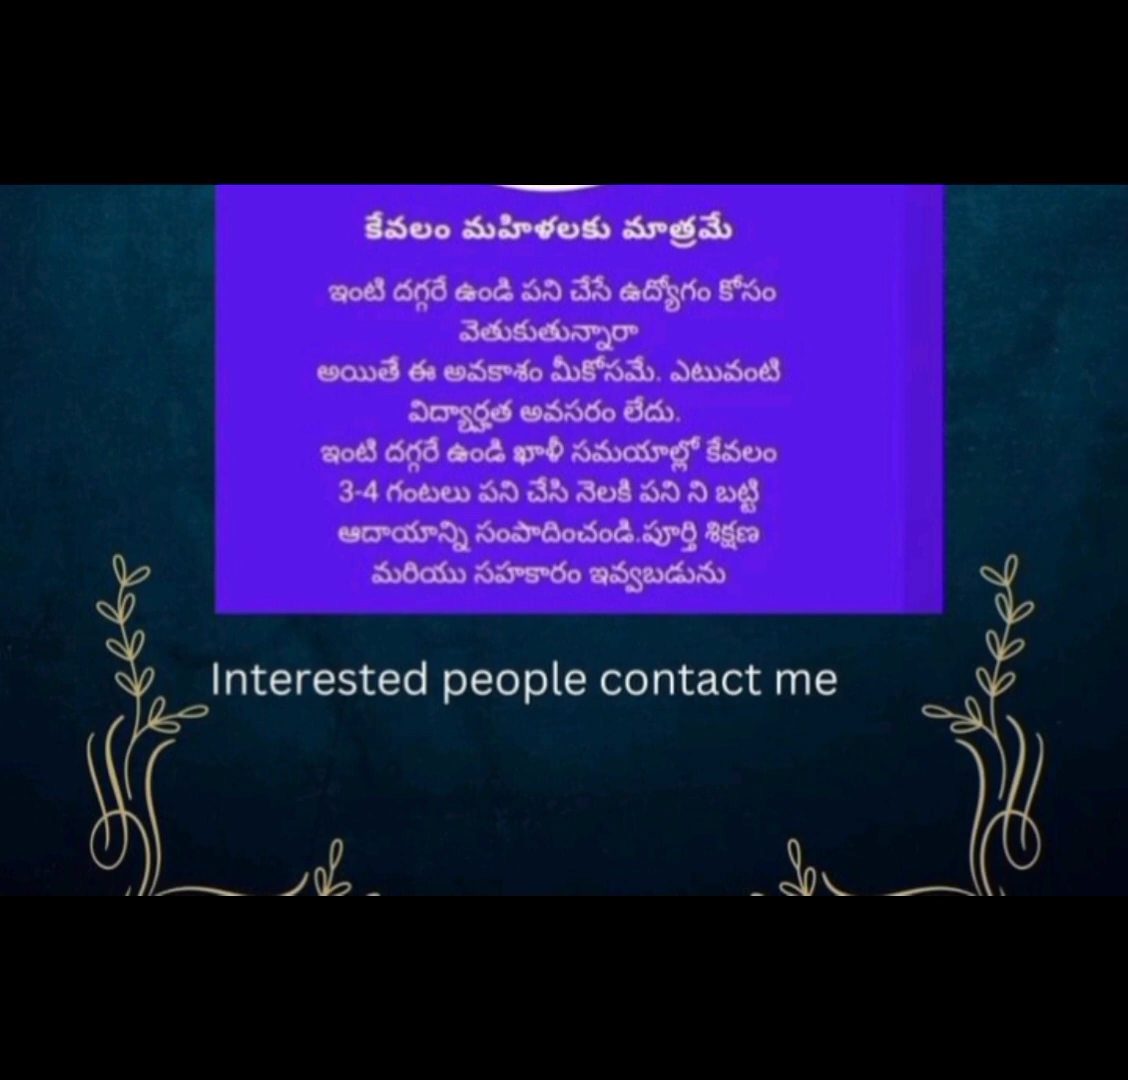 కేవలం మహిళలకు మాత్రమే
ఇంటి దగ్గరే ఉండి పని చేసే ఉద్యోగం కోసం
వెతుకుతున్నారా
అయితే ఈ అవకాశం మీకోసమే. ఎటువంటి
విద్యార్హత అవసరం లేదు.
ఇంటి దగ్గరే ఉండి ఖాళీ సమయాల్లో కేవలం
3-4 గంటలు పని చేసి నెలకి పని ని బట్టి
ఆదాయాన్ని సంపాదించండి.పూర్తి శిక్షణ
మరియు సహకారం ఇవ్వబడును
Interested people contact me